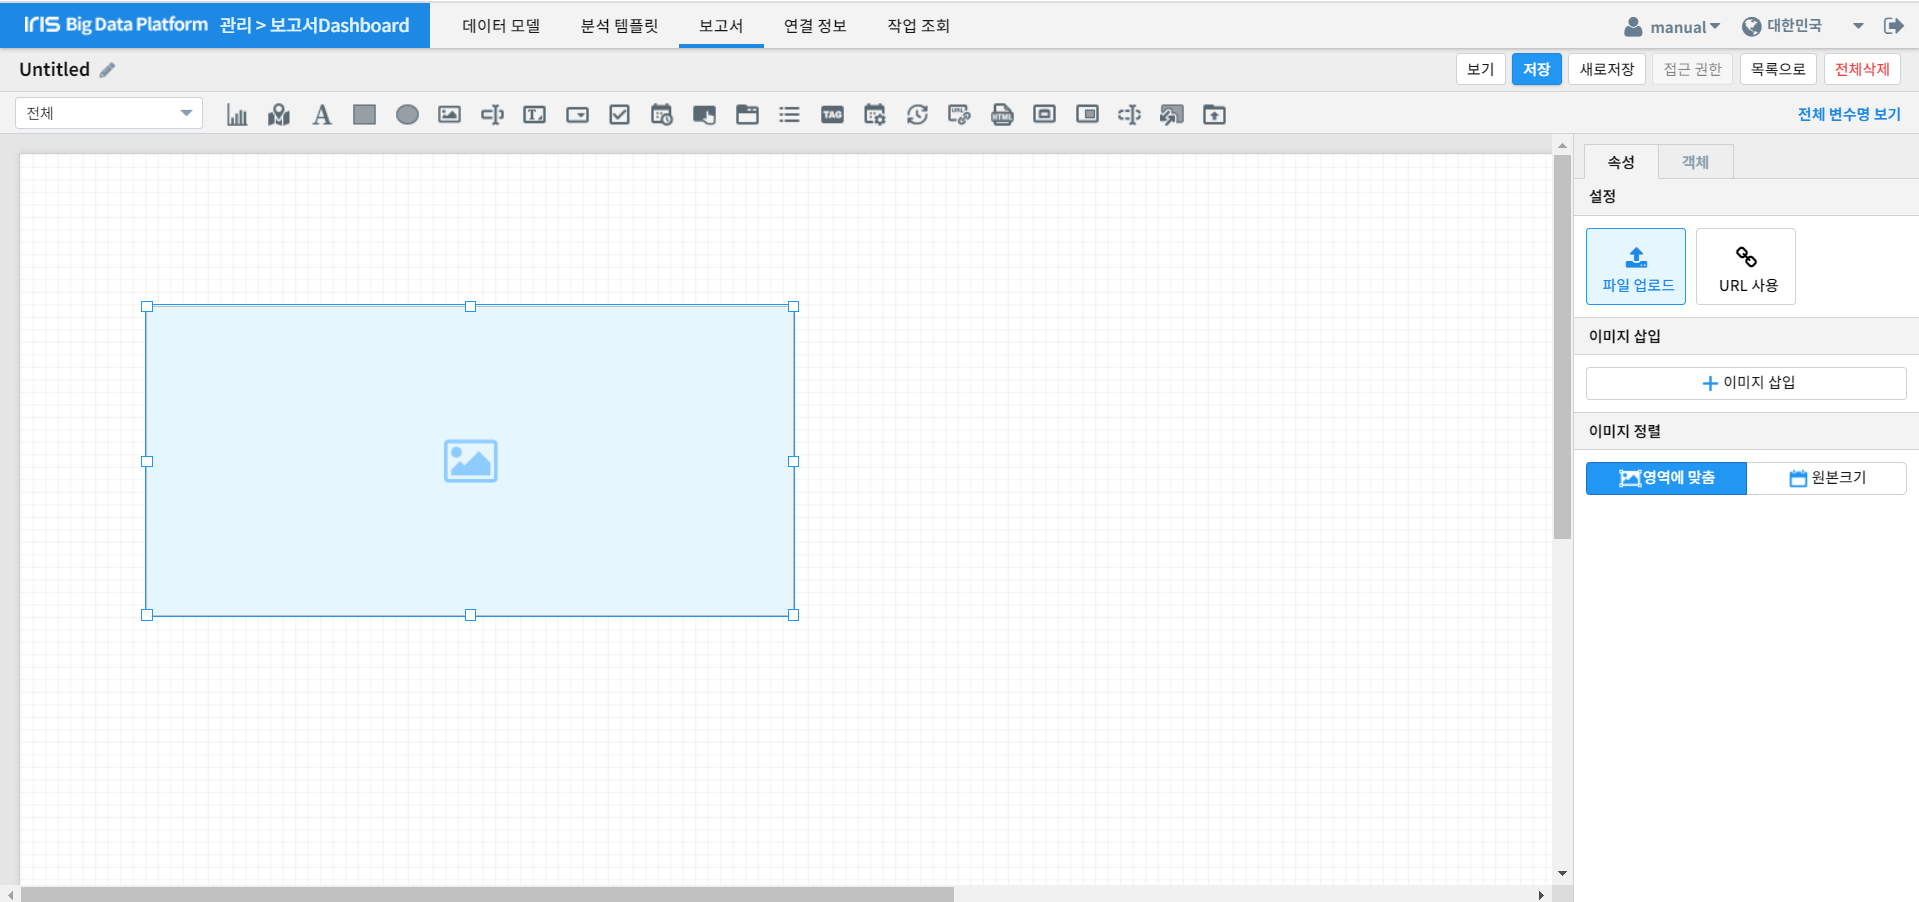 IRIS Big Data Platform 관리 > 보고서Dashboard 데이터 모델 분석 템플릿 보고서 연결 정보 작업 조회 manual 대한민국
Untitled 보기 저장 새로저장 접근 권한 목록으로 전체삭제
전체 T TAG URL HTML 전체 변수명 보기
속성 객체
설정
파일 업로드 URL 사용
이미지 삽입
이미지 삽입
이미지 정렬
영역에 맞춤 원본크기